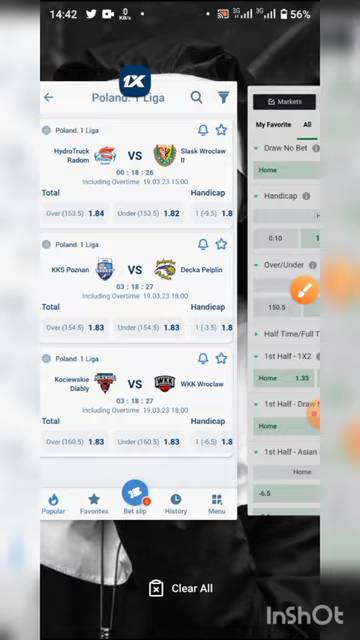 14:42
0
KB/s
3G
3G
56%
1X
Poland. 1 Liga
Poland. 1 Liga
HydroTruck
Radom
VS
Slask Wroclaw
II
00 : 18 : 26
Including Overtime 19.03.23 15:00
Total
Handicap
Over (153.5) 1.84
Under (153.5) 1.82
1 (-9.5) 1.8
Poland. 1 Liga
KKS Poznan
VS
Decka Pelplin
03 : 18 : 27
Including Overtime 19.03.23 18:00
Total
Handicap
Over (154.5) 1.83
Under (154.5) 1.83
1 (-3.5) 1.8
Poland. 1 Liga
Kociewskie
Diably
VS
WKK Wroclaw
03 : 18 : 27
Including Overtime 19.03.23 18:00
Total
Handicap
Over (160.5) 1.83
Under (160.5) 1.83
1 (-6.5) 1.8
Popular
Favorites
Bet slip
History
Menu
Markets
My Favorite
All
Draw No Bet
Home
Handicap
H
0:10
1
Over/Under
150.5
Half Time/Full T
1st Half - 1X2
Home 1.33
1st Half - Draw
Home
1st Half - Asian
Home
-6.5
Clear All
InShOt